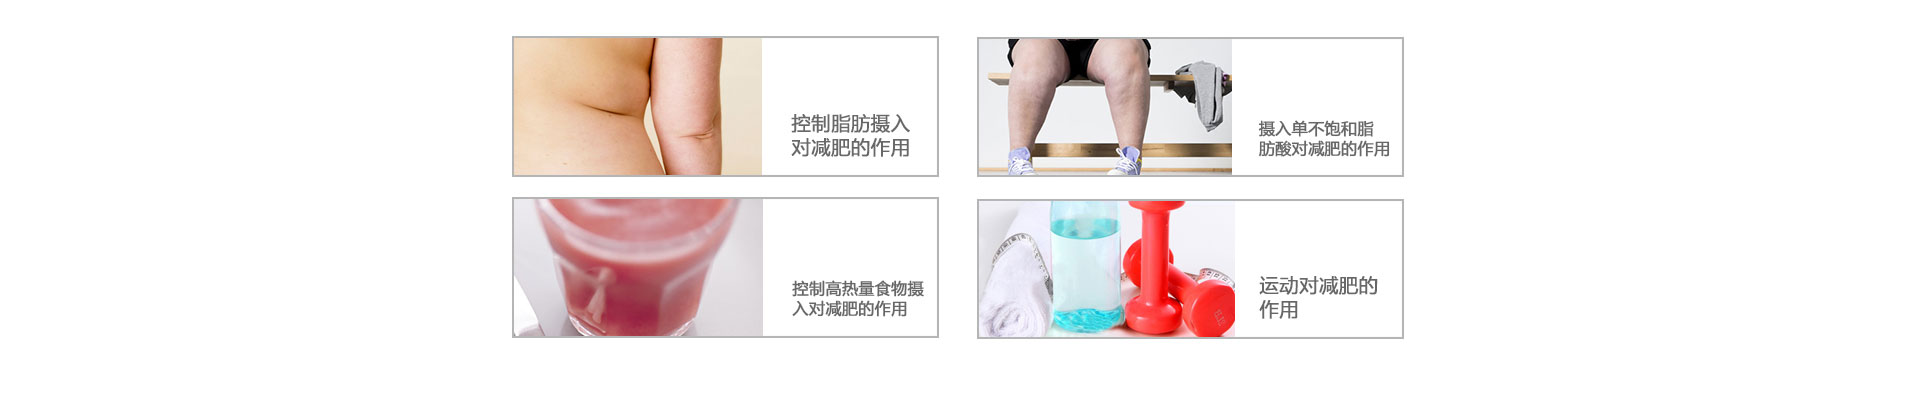 控制脂肪摄入
对减肥的作用
摄入单不饱和脂
肪酸对减肥的作用
控制高热量食物摄
入对减肥的作用
运动对减肥的
作用